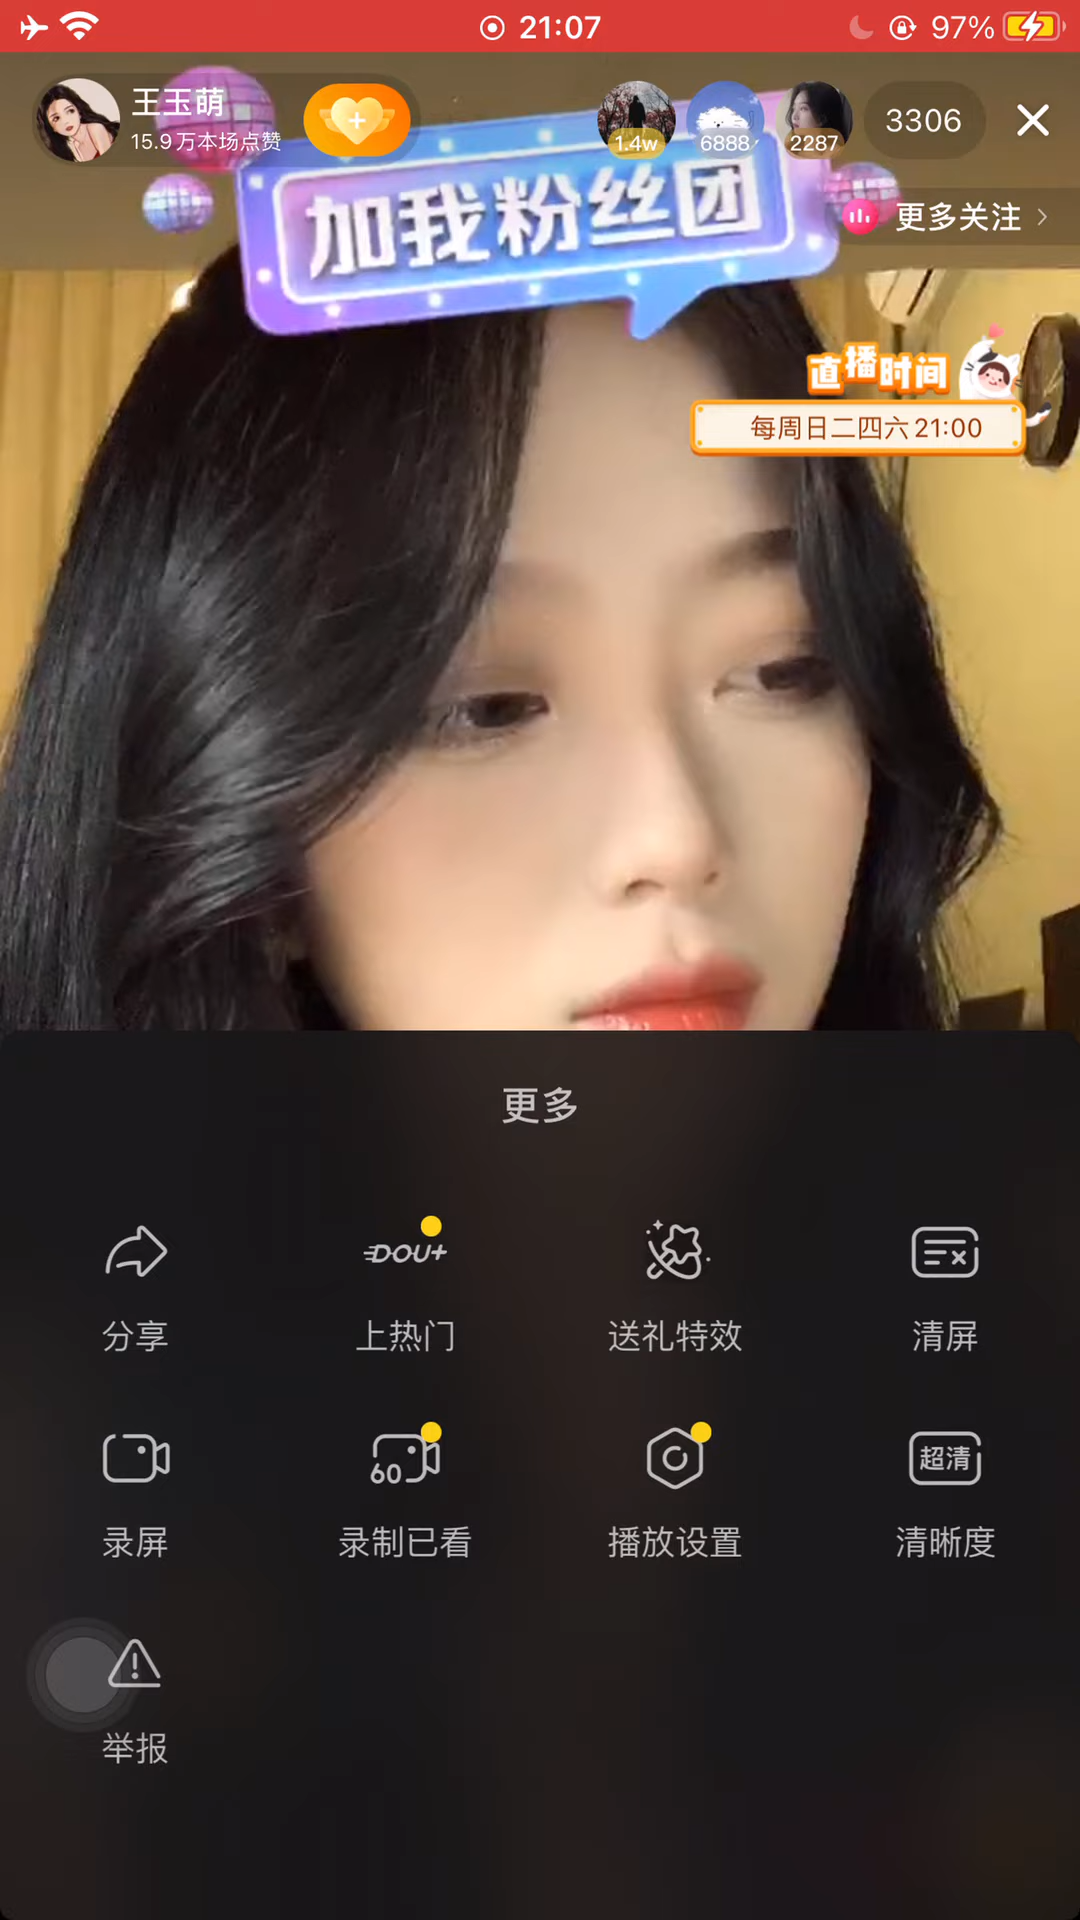 21:07
97%
王玉萌
15.9万本场点赞
1.4w
6888
2287
3306
加我粉丝团
更多关注
直播时间
每周日二四六21:00
更多
DOU+
分享
上热门
送礼特效
清屏
60
超清
录屏
录制已看
播放设置
清晰度
举报